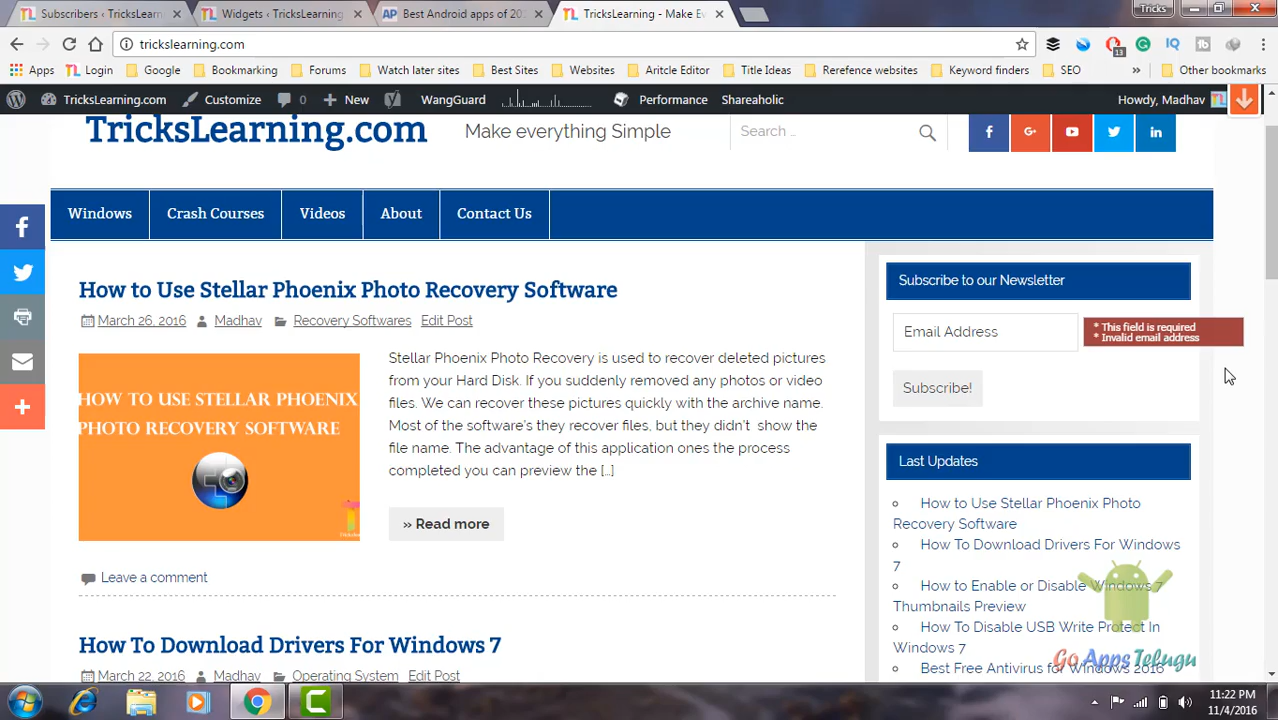 Subscribers ‹ TricksLearn
Widgets ‹ TricksLearning
Best Android apps of 20
TricksLearning - Make Ev
Tricks
trickslearning.com
13
Apps
Login
Google
Bookmarking
Forums
Watch later sites
Best Sites
Websites
Aritcle Editor
Title Ideas
Rerefence websites
Keyword finders
SEO
»
Other bookmarks
TricksLearning.com
Customize
0
New
WangGuard
Performance
Shareaholic
Howdy, Madhav
TricksLearning.com
Make everything Simple
Search ..
Windows
Crash Courses
Videos
About
Contact Us
How to Use Stellar Phoenix Photo Recovery Software
March 26, 2016
Madhav
Recovery Softwares
Edit Post
HOW TO USE STELLAR PHOENIX
PHOTO RECOVERY SOFTWARE
Stellar Phoenix Photo Recovery is used to recover deleted pictures
from your Hard Disk. If you suddenly removed any photos or video
files. We can recover these pictures quickly with the archive name.
Most of the software's they recover files, but they didn't show the
file name. The advantage of this application ones the process
completed you can preview the [...]
» Read more
Leave a comment
How To Download Drivers For Windows 7
March 22, 2016
Madhav
Operating System
Edit Post
Subscribe to our Newsletter
Email Address
* This field is required
* Invalid email address
Subscribe!
Last Updates
How to Use Stellar Phoenix Photo
Recovery Software
How To Download Drivers For Windows
7
How to Enable or Disable Windows 7
Thumbnails Preview
How To Disable USB Write Protect In
Windows 7
Best Free Antivirus for Windows 2016
Go Apps Telugu
11:22 PM
11/4/2016